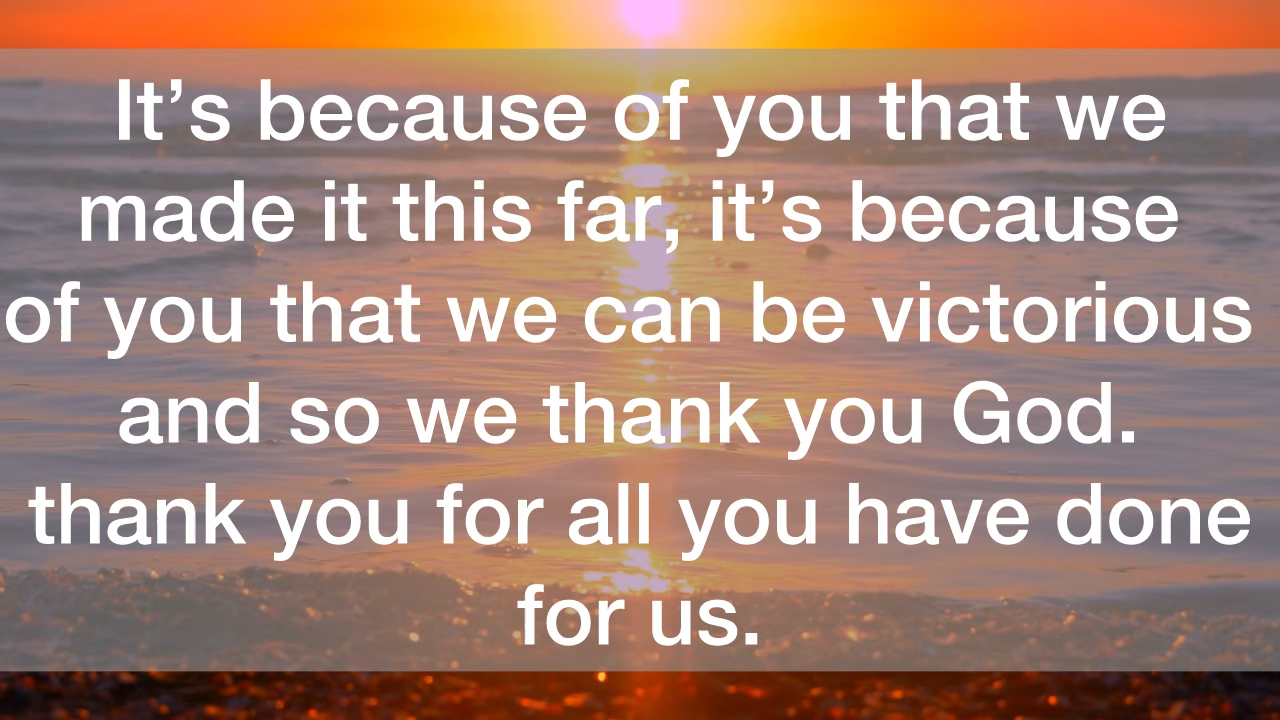 It’s because of you that we
made it this far, it’s because
of you that we can be victorious
and so we thank you God.
thank you for all you have done
for us.